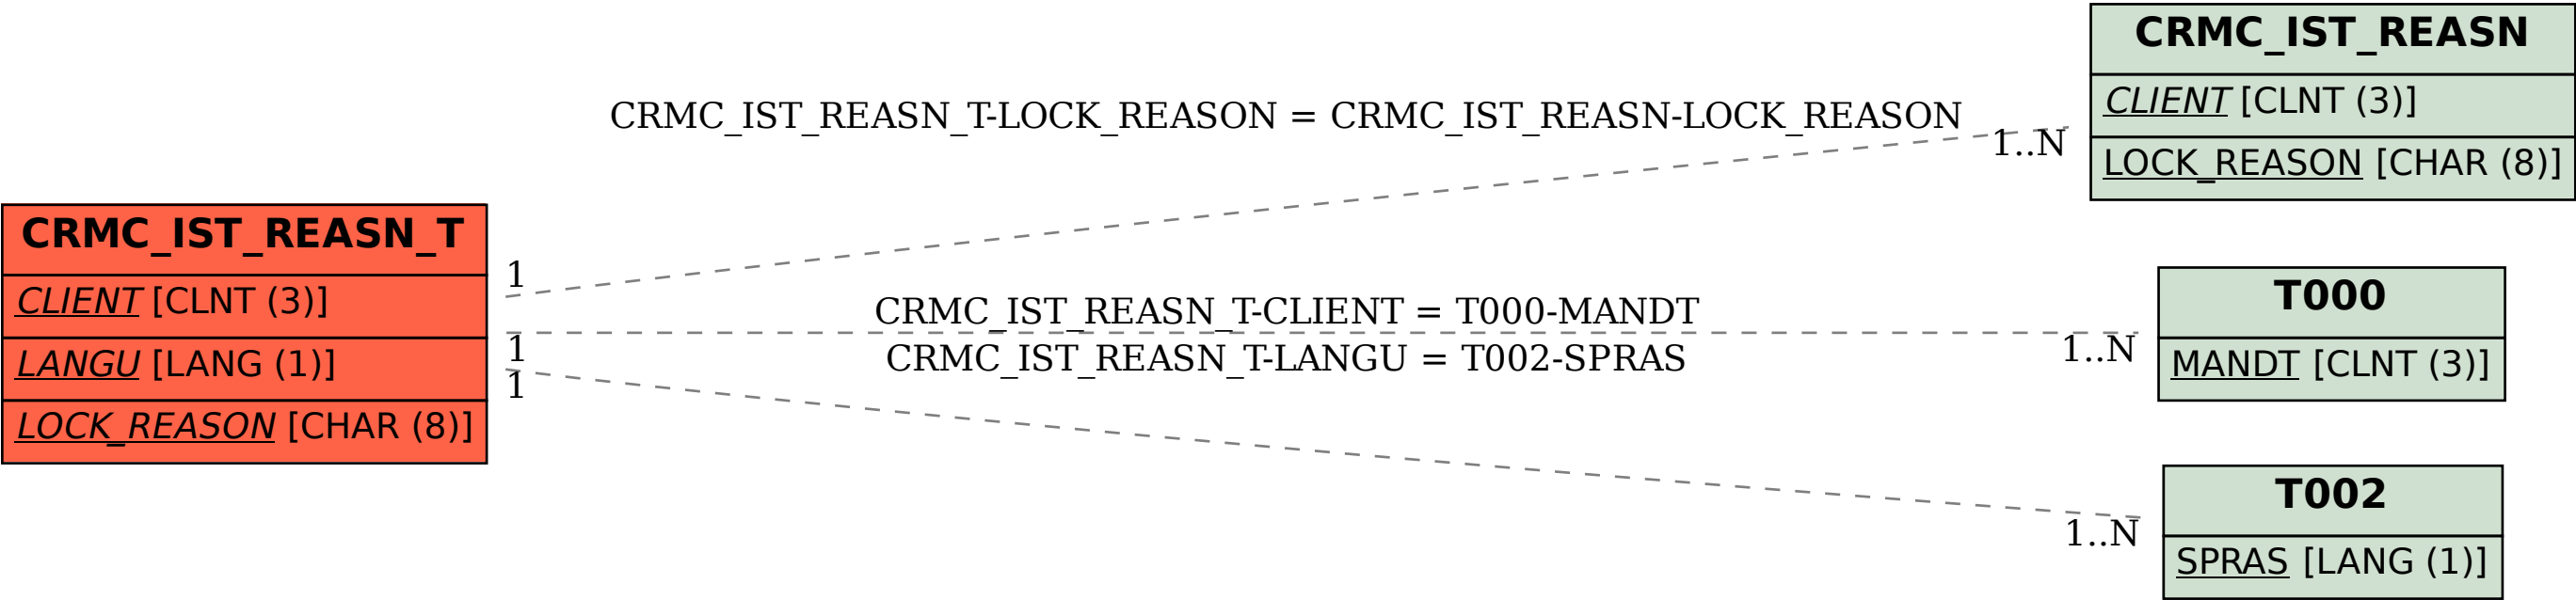 CRMC_IST_REASN
CLIENT [CLNT (3)]
LOCK_REASON [CHAR (8)]
CRMC_IST_REASN_T-LOCK_REASON = CRMC_IST_REASN-LOCK_REASON
1..N
CRMC_IST_REASN_T
CLIENT [CLNT (3)]
LANGU [LANG (1)]
LOCK_REASON [CHAR (8)]
1
1
1
CRMC_IST_REASN_T-CLIENT = T000-MANDT
1..N
CRMC_IST_REASN_T-LANGU = T002-SPRAS
1..N
T000
MANDT [CLNT (3)]
T002
SPRAS [LANG (1)]